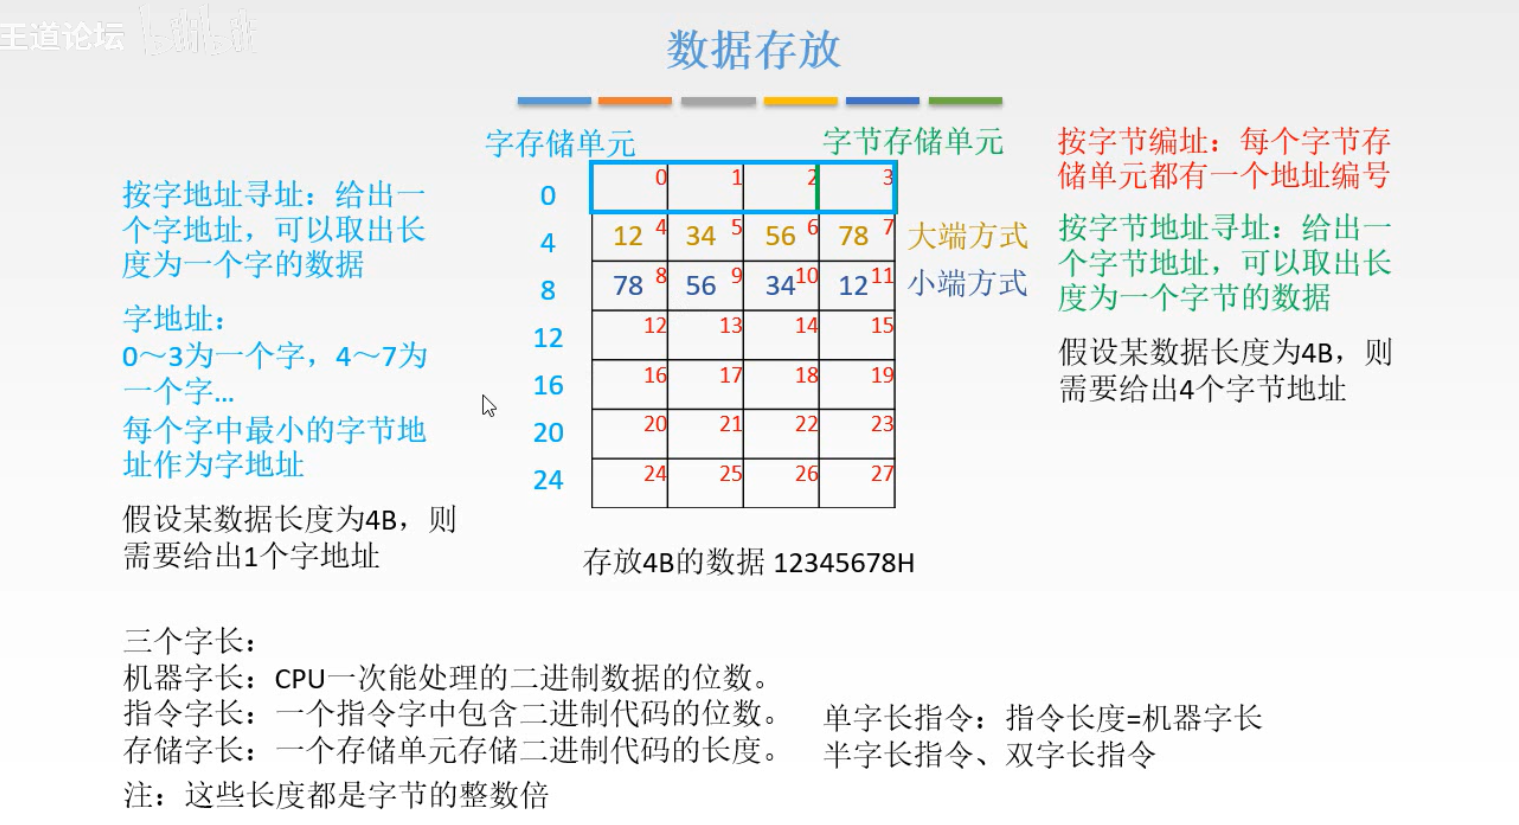 王道论坛 bilibili
数据存放
字存储单元
字节存储单元
按字地址寻址：给出一
个字地址，可以取出长
度为一个字的数据
字地址：
0～3为一个字，4～7为
一个字...
每个字中最小的字节地
址作为字地址
假设某数据长度为4B，则
需要给出1个字地址
0 0 1 2 3
4 12 4 34 5 56 6 78 7 大端方式
8 78 8 56 9 34 10 12 11 小端方式
12 12 13 14 15
16 16 17 18 19
20 20 21 22 23
24 24 25 26 27
存放4B的数据 12345678H
按字节编址：每个字节存
储单元都有一个地址编号
按字节地址寻址：给出一
个字节地址，可以取出长
度为一个字节的数据
假设某数据长度为4B，则
需要给出4个字节地址
三个字长：
机器字长：CPU一次能处理的二进制数据的位数。
指令字长：一个指令字中包含二进制代码的位数。
存储字长：一个存储单元存储二进制代码的长度。
单字长指令：指令长度=机器字长
半字长指令、双字长指令
注：这些长度都是字节的整数倍